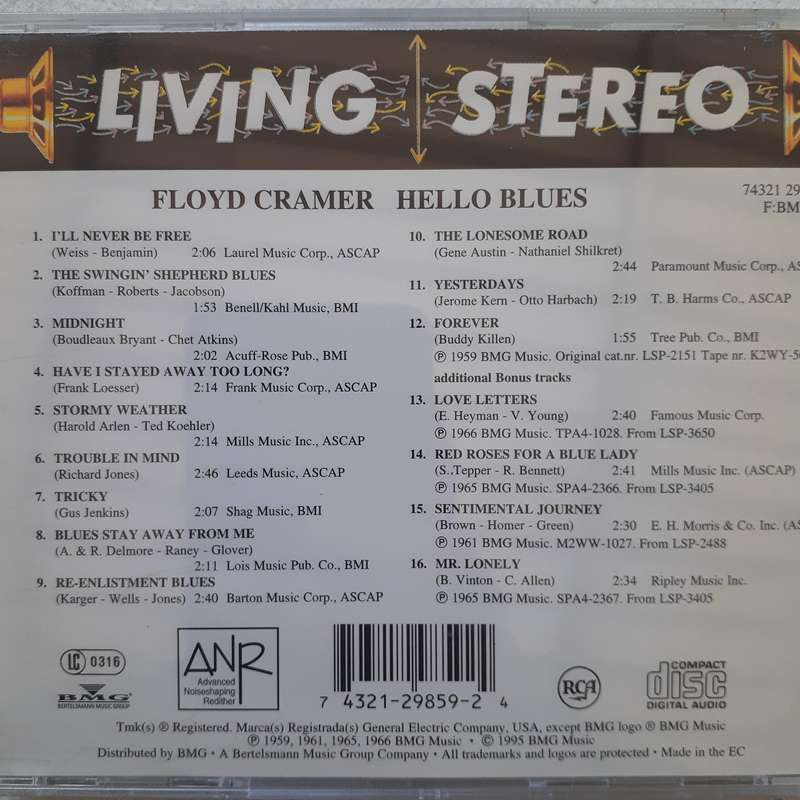 LIVING STEREO
FLOYD CRAMER HELLO BLUES
74321 29
F:BM
1. I'LL NEVER BE FREE
(Weiss - Benjamin) 2:06 Laurel Music Corp., ASCAP
2. THE SWINGIN' SHEPHERD BLUES
(Koffman - Roberts - Jacobson)
1:53 Benell/Kahl Music, BMI
3. MIDNIGHT
(Boudleaux Bryant - Chet Atkins)
2:02 Acuff-Rose Pub., BMI
4. HAVE I STAYED AWAY TOO LONG?
(Frank Loesser) 2:14 Frank Music Corp., ASCAP
5. STORMY WEATHER
(Harold Arlen - Ted Koehler)
2:14 Mills Music Inc., ASCAP
6. TROUBLE IN MIND
(Richard Jones) 2:46 Leeds Music, ASCAP
7. TRICKY
(Gus Jenkins) 2:07 Shag Music, BMI
8. BLUES STAY AWAY FROM ME
(A. & R. Delmore - Raney - Glover)
2:11 Lois Music Pub. Co., BMI
9. RE-ENLISTMENT BLUES
(Karger - Wells - Jones) 2:40 Barton Music Corp., ASCAP
10. THE LONESOME ROAD
(Gene Austin - Nathaniel Shilkret)
2:44 Paramount Music Corp., AS
11. YESTERDAYS
(Jerome Kern - Otto Harbach) 2:19 T. B. Harms Co., ASCAP
12. FOREVER
(Buddy Killen) 1:55 Tree Pub. Co., BMI
℗ 1959 BMG Music. Original cat.nr. LSP-2151 Tape nr. K2WY-50
additional Bonus tracks
13. LOVE LETTERS
(E. Heyman - V. Young) 2:40 Famous Music Corp.
℗ 1966 BMG Music. TPA4-1028. From LSP-3650
14. RED ROSES FOR A BLUE LADY
(S..Tepper - R. Bennett) 2:41 Mills Music Inc. (ASCAP)
℗ 1965 BMG Music. SPA4-2366. From LSP-3405
15. SENTIMENTAL JOURNEY
(Brown - Homer - Green) 2:30 E. H. Morris & Co. Inc. (AS
℗ 1961 BMG Music. M2WW-1027. From LSP-2488
16. MR. LONELY
(B. Vinton - C. Allen) 2:34 Ripley Music Inc.
℗ 1965 BMG Music. SPA4-2367. From LSP-3405
LC 0316
BMG
BERTELSMANN MUSIC GROUP
ANR
Advanced
Noiseshaping
Redither
7 4321-29859-2 4
RCA
COMPACT
disc
DIGITAL AUDIO
Tmk(s) ® Registered. Marca(s) Registrada(s) General Electric Company, USA, except BMG logo ® BMG Music
℗ 1959, 1961, 1965, 1966 BMG Music • © 1995 BMG Music
Distributed by BMG • A Bertelsmann Music Group Company • All trademarks and logos are protected • Made in the EC